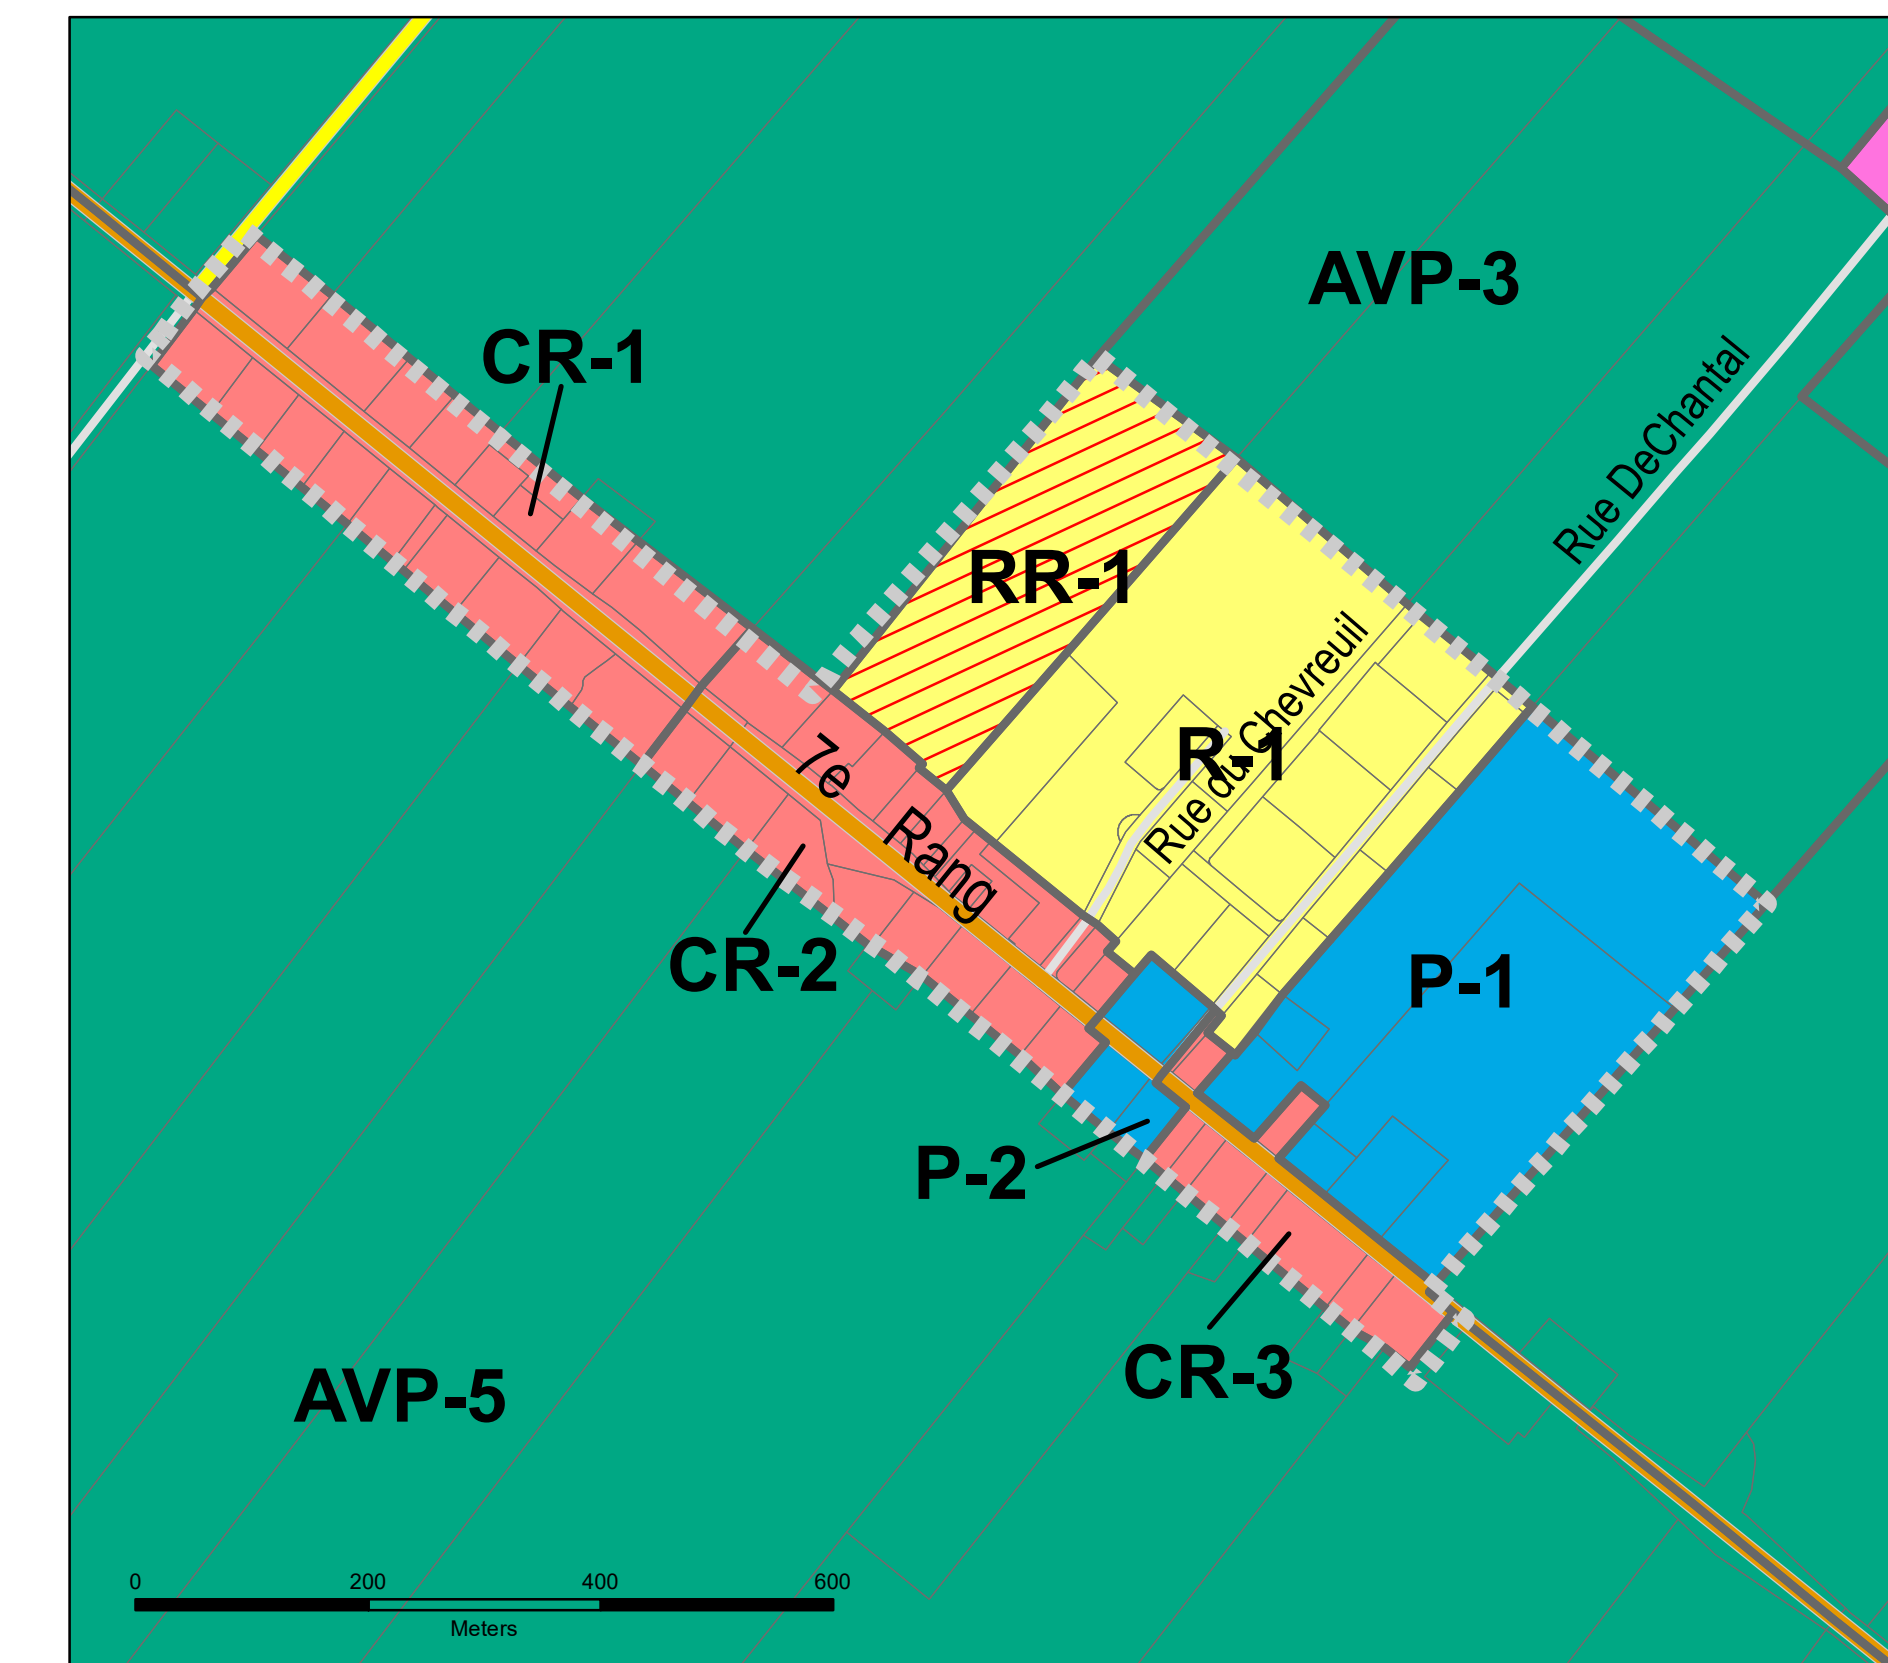 AVP-3
CR-1
Rue DeChantal
RR-1
Rue du Chevreuil
R-1
7e Rang
CR-2
P-1
P-2
CR-3
AVP-5
0 200 400 600
Meters